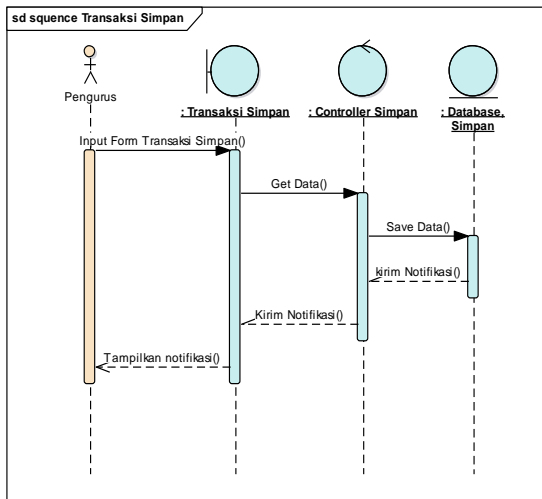 sd squence Transaksi Simpan
Pengurus
: Transaksi Simpan
: Controller Simpan
: Database,
Simpan
Input Form Transaksi Simpan()
Get Data()
Save Data()
kirim Notifikasi()
Kirim Notifikasi()
Tampilkan notifikasi()